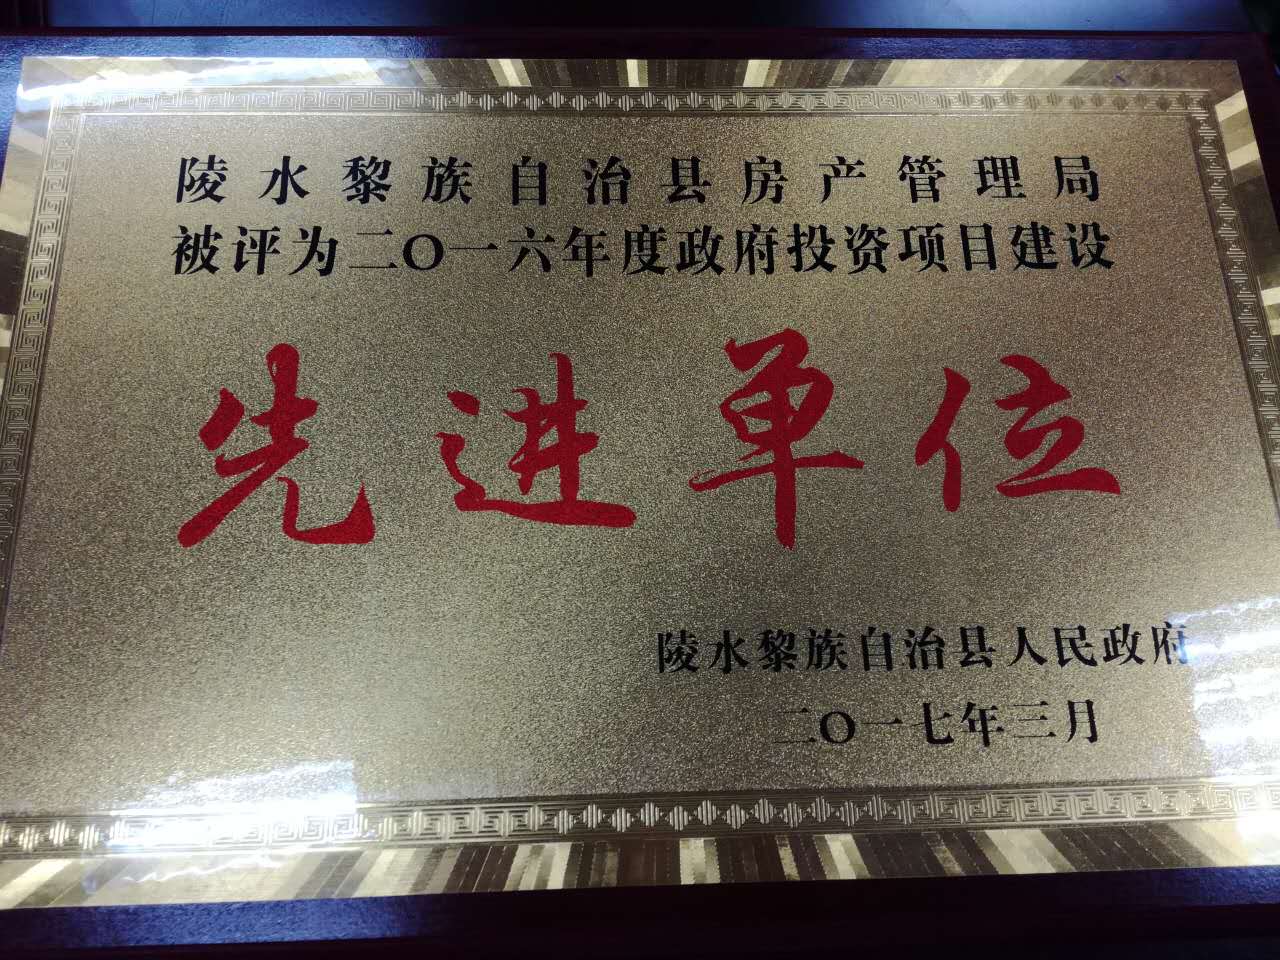 陵水黎族自治县房产管理局
被评为二〇一六年度政府投资项目建设
先进单位
陵水黎族自治县人民政府
二〇一七年三月